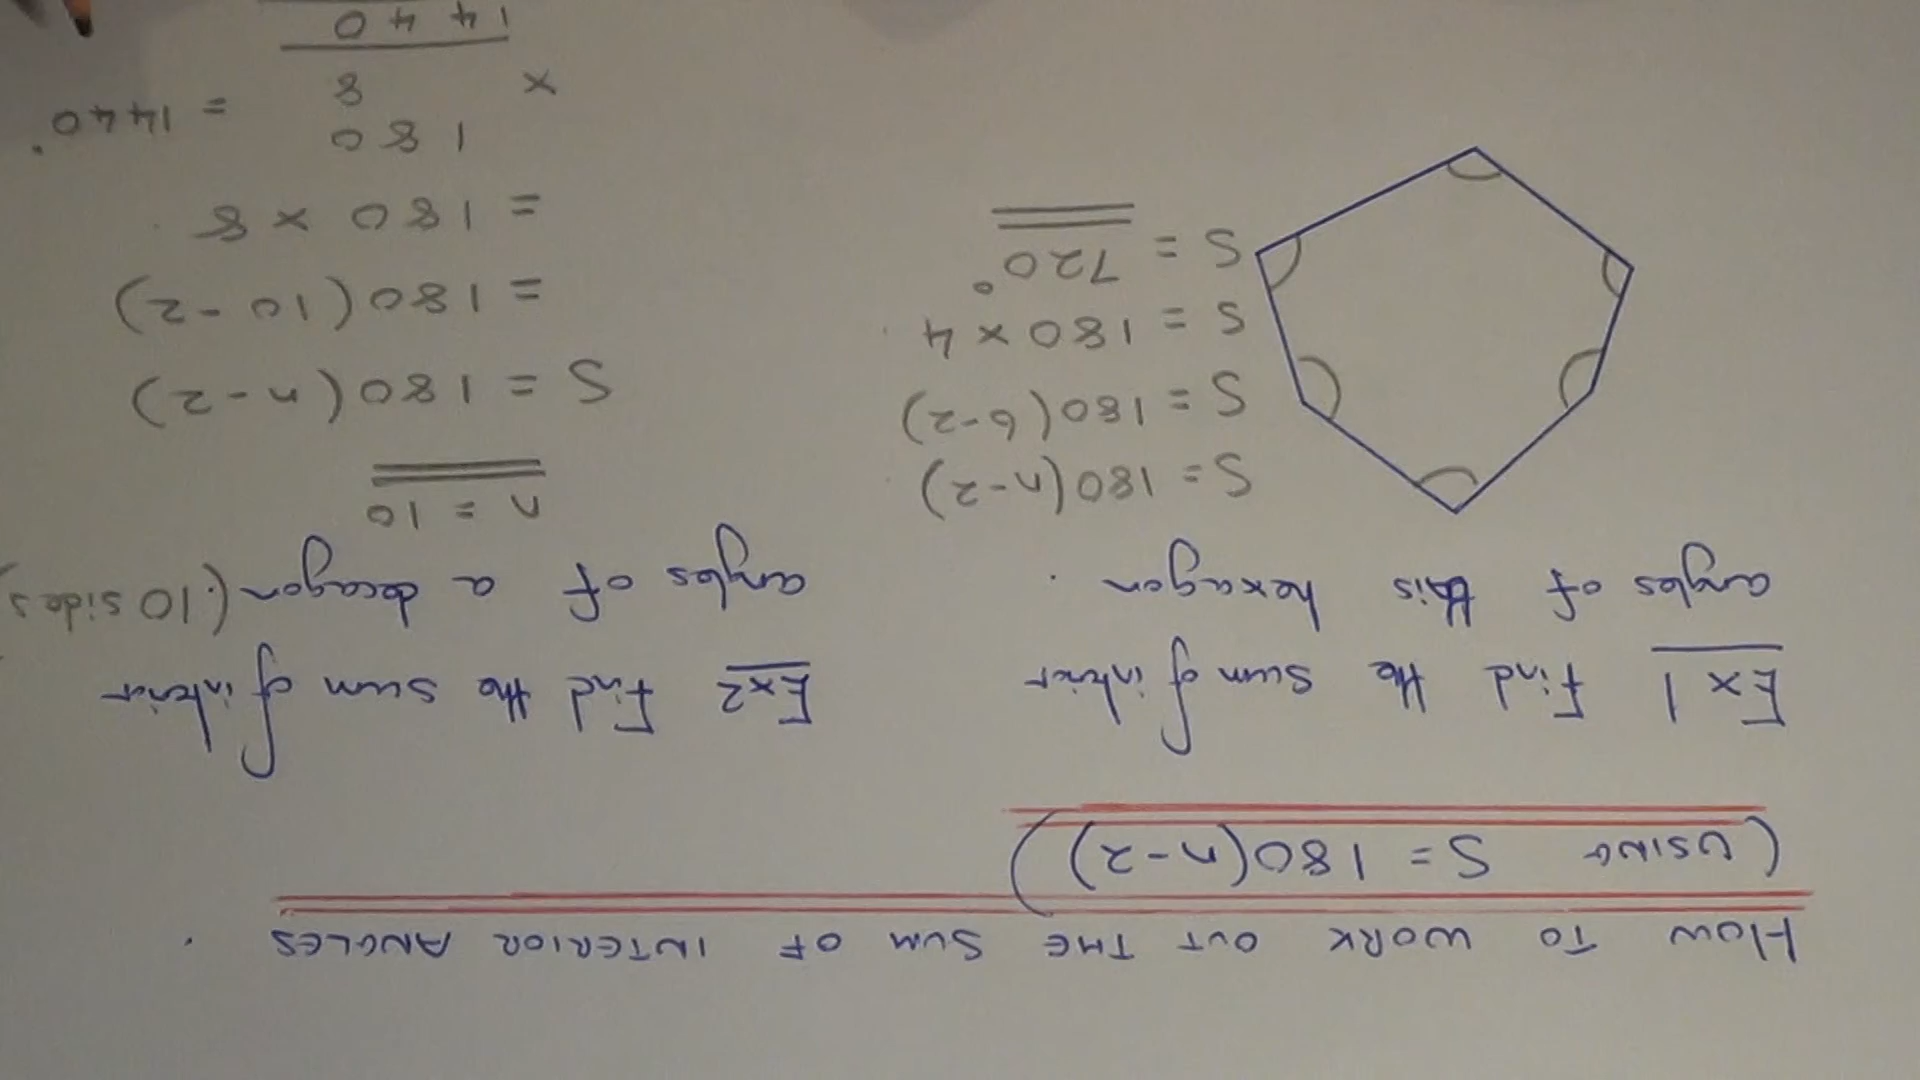 HOW TO WORK OUT THE SUM OF INTERIOR ANGLES.
(USING S = 180(n-2))
Ex 1 Find the sum of interior
angles of this hexagon.
S = 180(n-2)
S = 180(6-2)
S = 180 × 4
S = 720°
Ex2 Find the sum of interior
angles of a decagon (10 sides)
n = 10
S = 180(n-2)
= 180(10-2)
= 180 × 8
180
× 8 = 1440°
1440